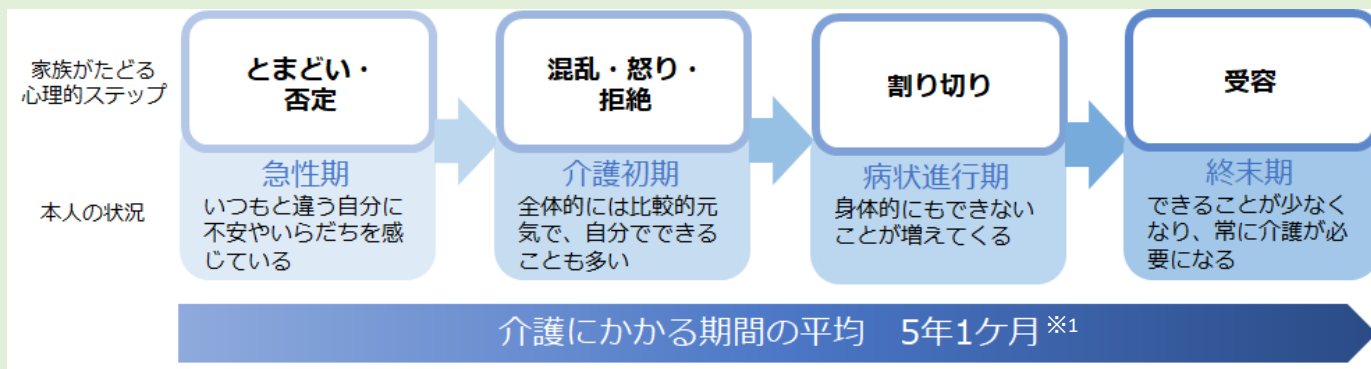 家族がたどる
心理的ステップ
とまどい・
否定
混乱・怒り・
拒絶
割り切り
受容
本人の状況
急性期
いつもと違う自分に
不安やいらだちを感
じている
介護初期
全体的には比較的元
気で、自分でできる
ことも多い
病状進行期
身体的にもできない
ことが増えてくる
終末期
できることが少なく
なり、常に介護が必
要になる
介護にかかる期間の平均　5年1ケ月※1